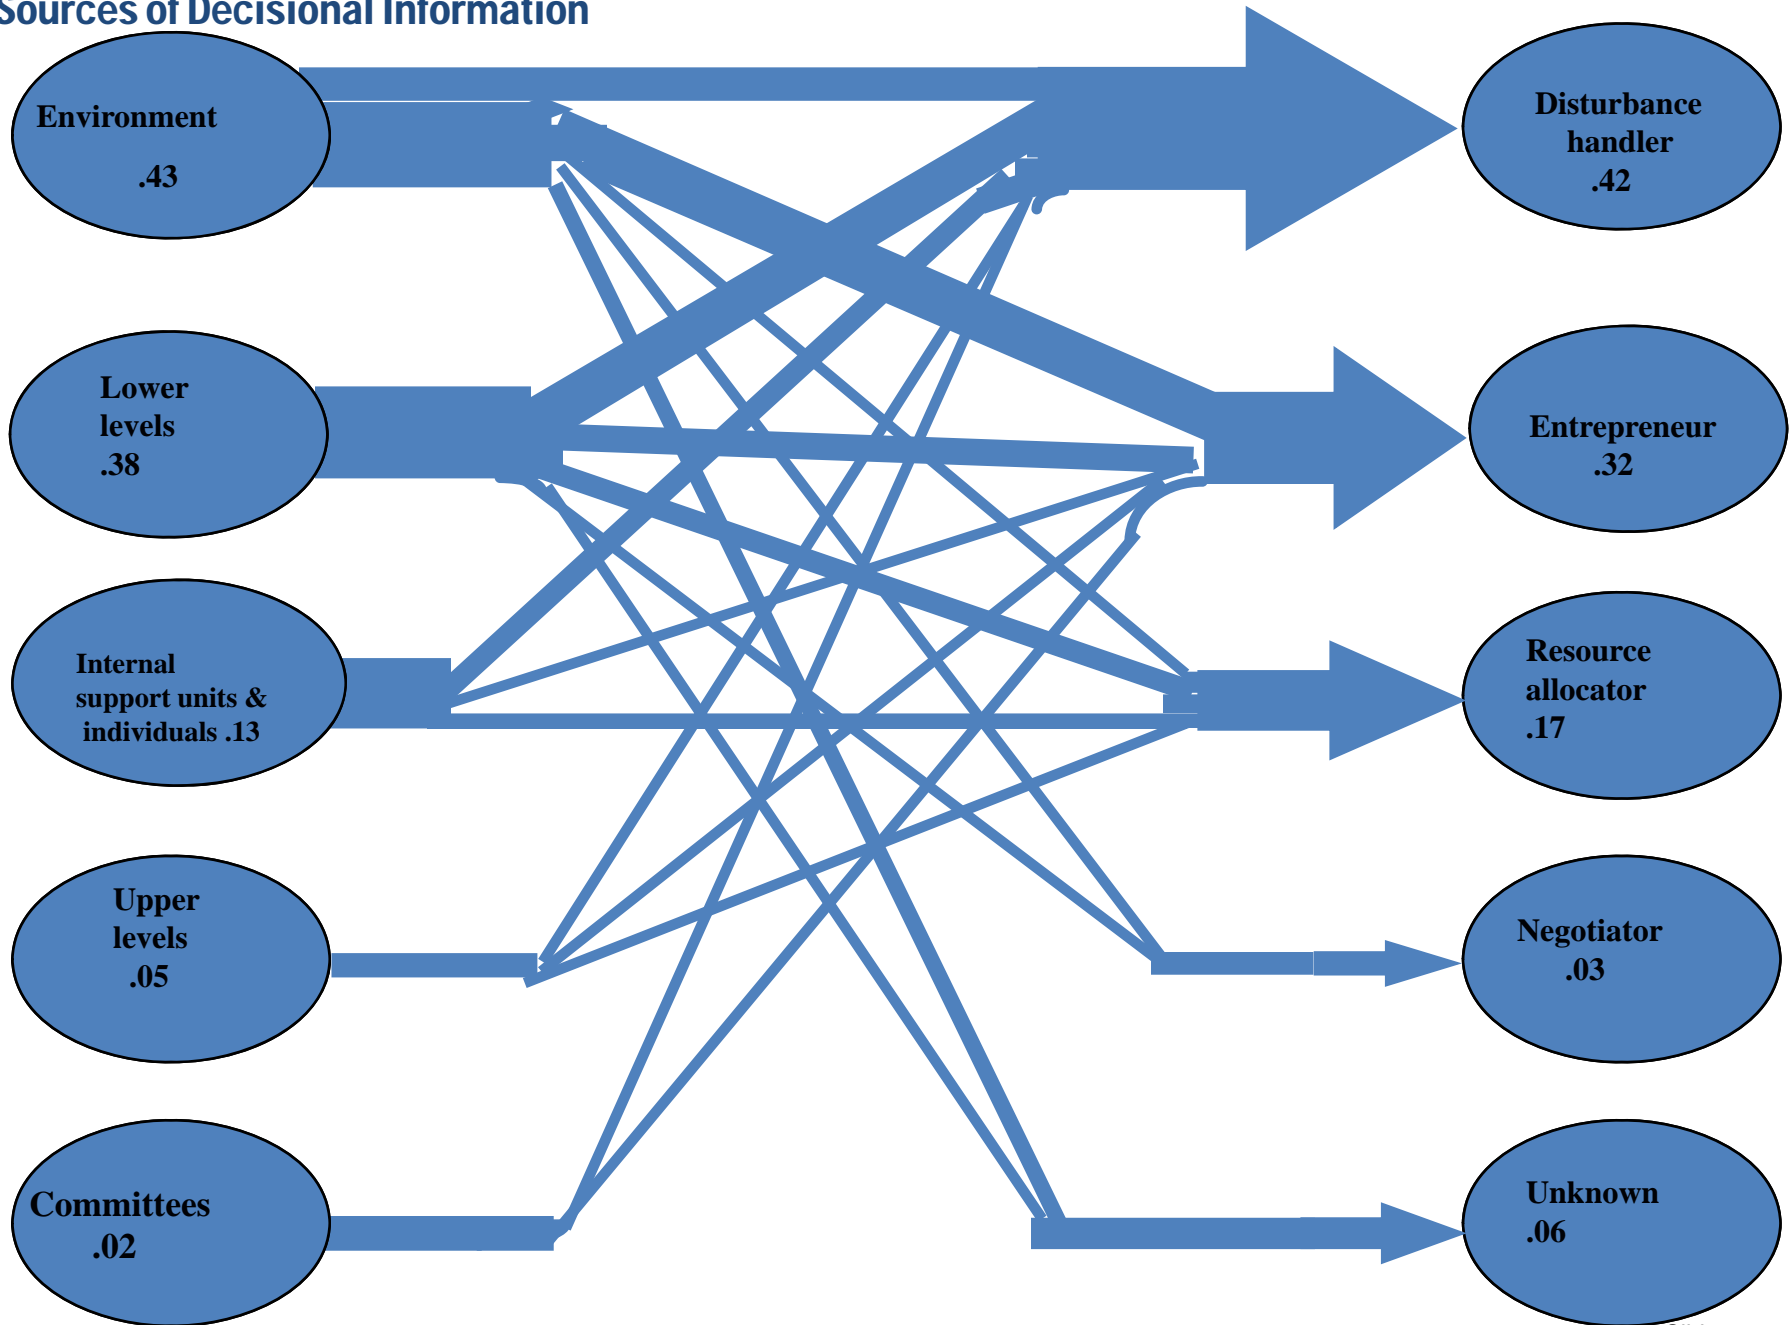 Sources of Decisional Information
Environment
.43
Disturbance
handler
.42
Lower
levels
.38
Entrepreneur
.32
Internal
support units &
individuals .13
Resource
allocator
.17
Upper
levels
.05
Negotiator
.03
Committees
.02
Unknown
.06